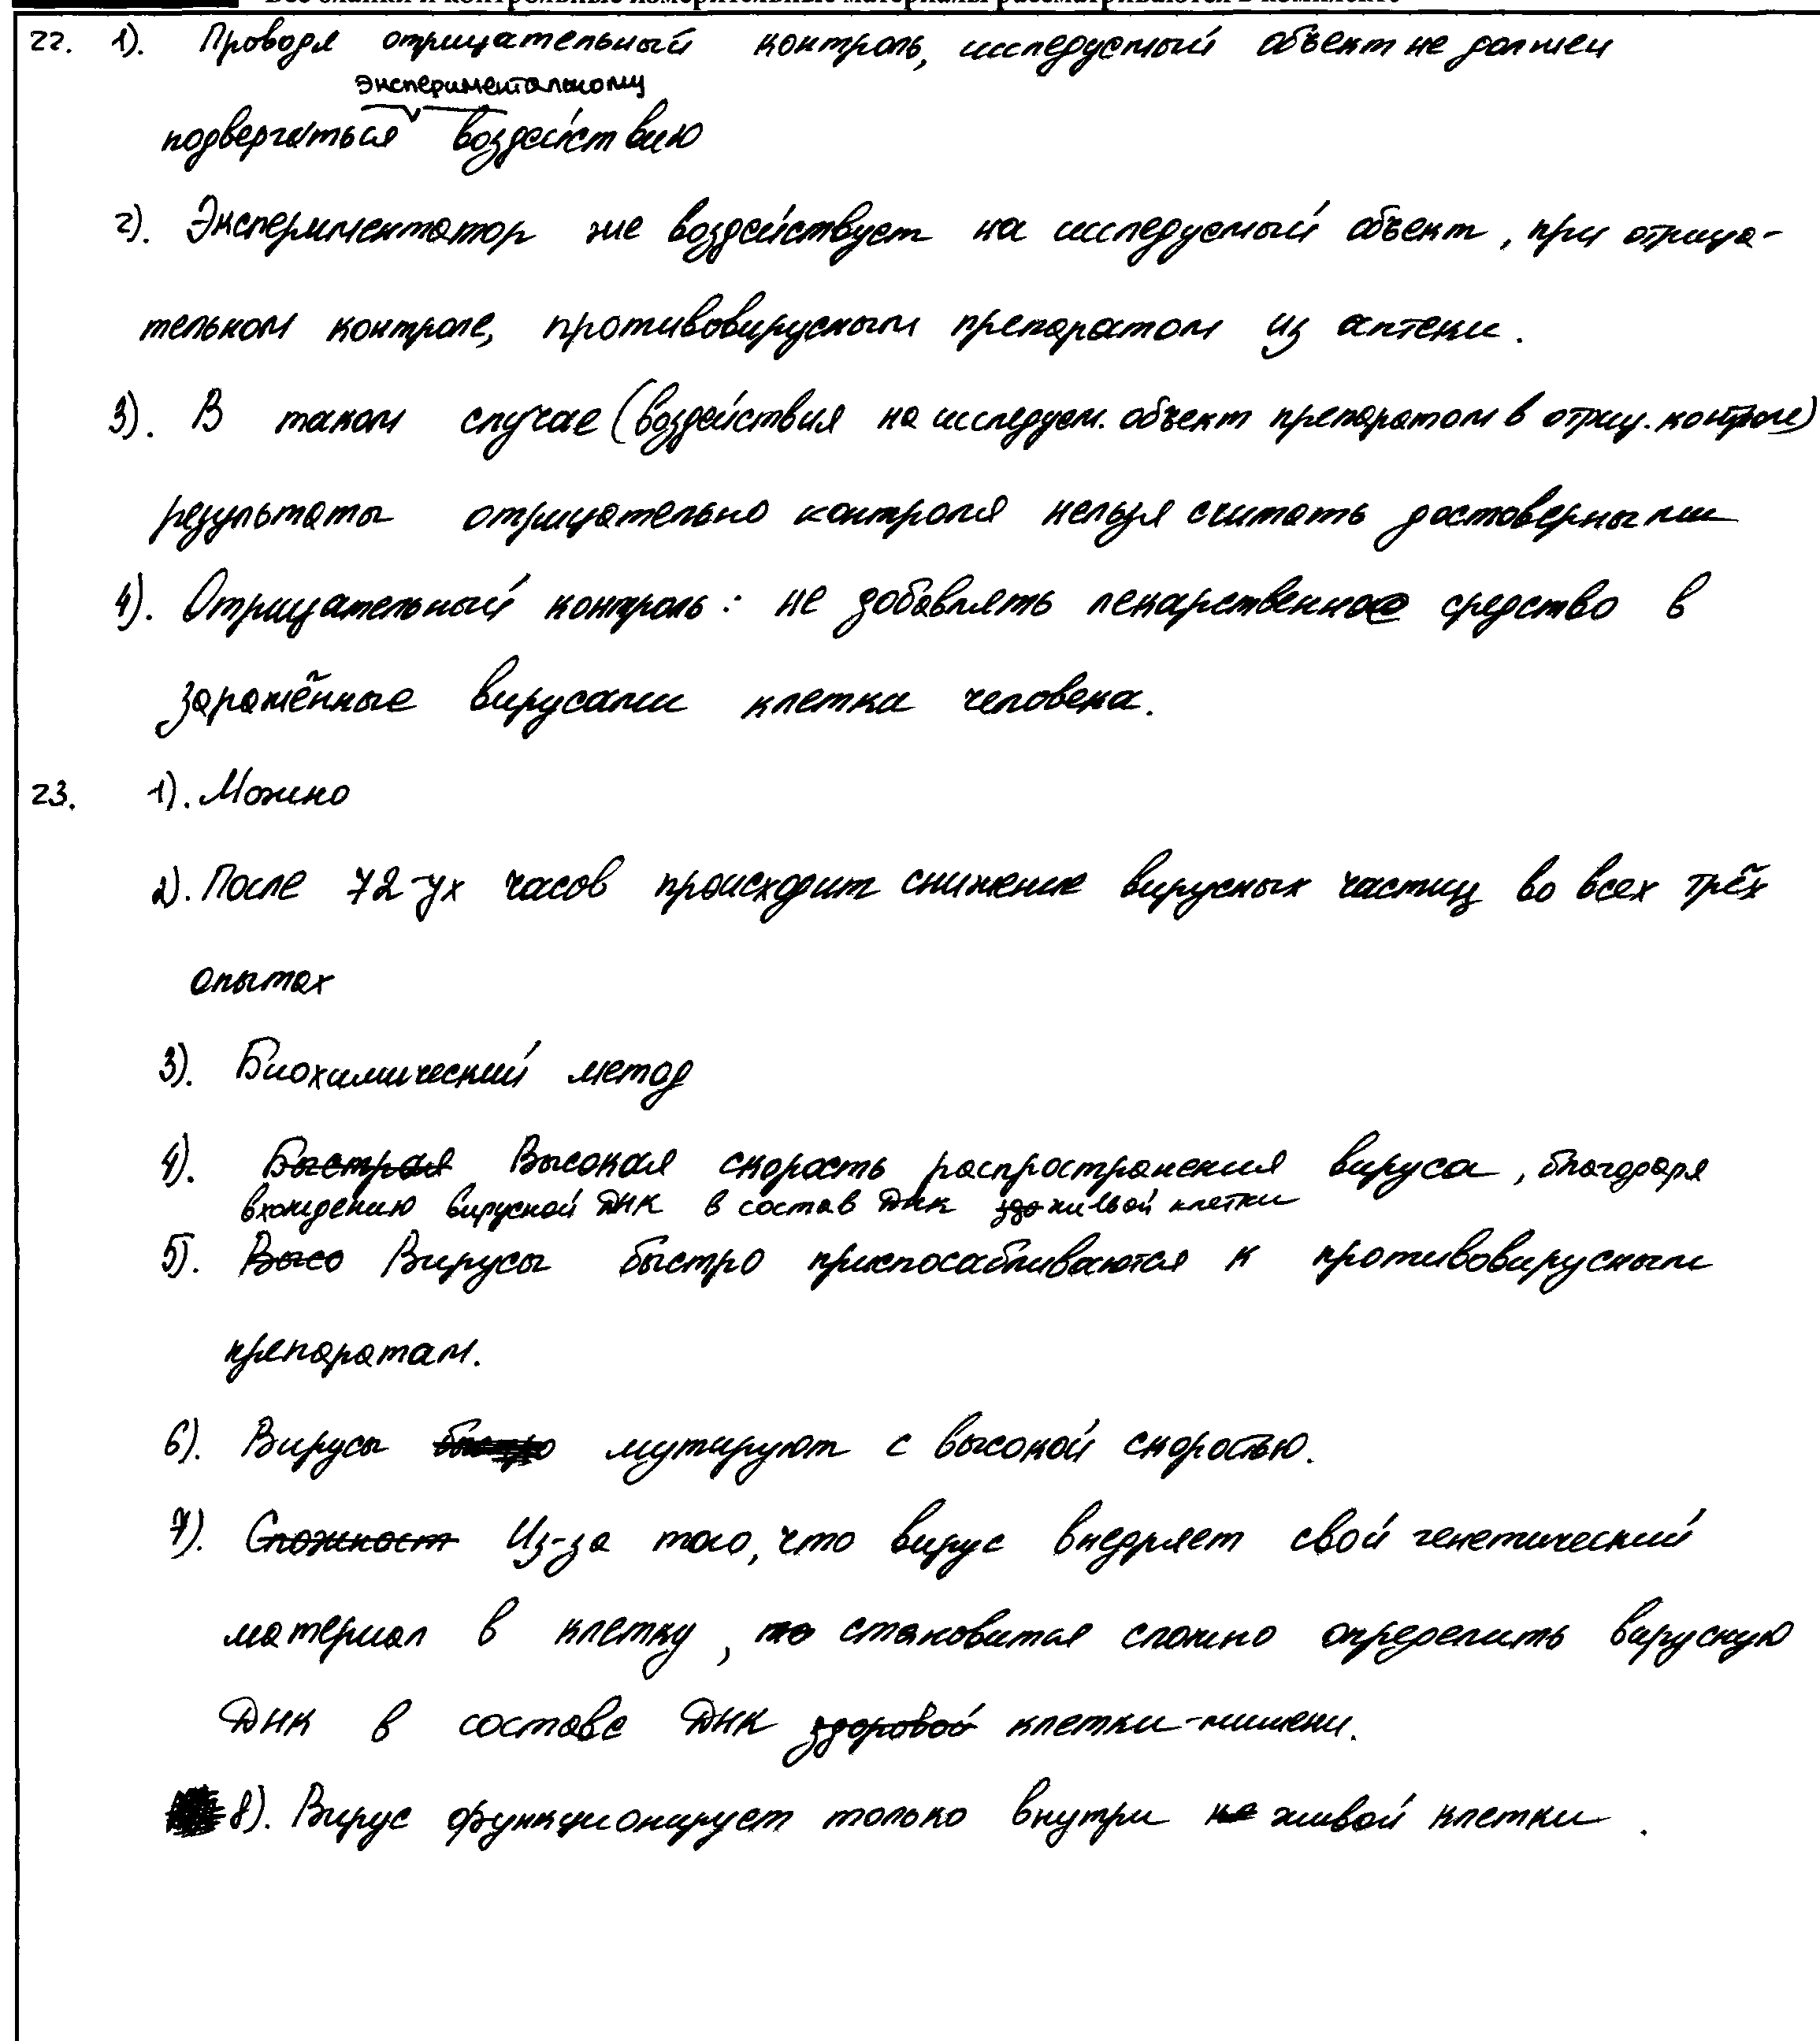 Все бланки и контрольные измерительные материалы рассматриваются в комплекте
22. 1). Проводя отрицательный контроль, исследуемый объект не должен
экспериментальному
подвергаться воздействию
2). Экспериментатор же воздействует на исследуемый объект, при отрица-
тельном контроле, противовирусным препаратом из аптеки.
3). В таком случае (воздействия на исследуем. объект препаратом в отриц. контроле)
результаты отрицательно контроля нельзя считать достоверными
4). Отрицательный контроль: не добавлять лекарственное средство в
заражённые вирусами клетка человека.
23. 1). Можно
2). После 72-ух часов происходит снижение вирусных частиц во всех трёх
опытах
3). Биохимический метод
4). Быстрая Высокая скорость распространения вируса, благодаря
вхождению вирусной ДНК в состав ДНК здо живой клетки
5). Высо Вирусы быстро приспосабливаются к противовирусным
препаратам.
6). Вирусы быстро мутируют с высокой скоростью.
7). Сложност Из-за того, что вирус внедряет свой генетический
материал в клетку, то становится сложно определить вирусную
ДНК в составе ДНК здоровой клетки-мишени.
8). Вирус функционирует только внутри не живой клетки.